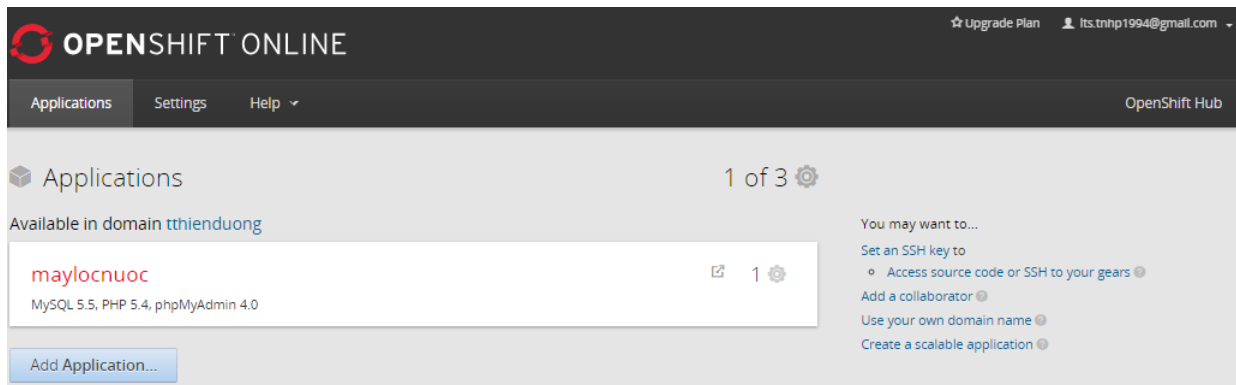 Upgrade Plan lts.tnhp1994@gmail.com
OPENSHIFT ONLINE
Applications Settings Help OpenShift Hub
Applications 1 of 3
Available in domain tthienduong
maylocnuoc 1
MySQL 5.5, PHP 5.4, phpMyAdmin 4.0
Add Application...
You may want to...
Set an SSH key to
Access source code or SSH to your gears
Add a collaborator
Use your own domain name
Create a scalable application